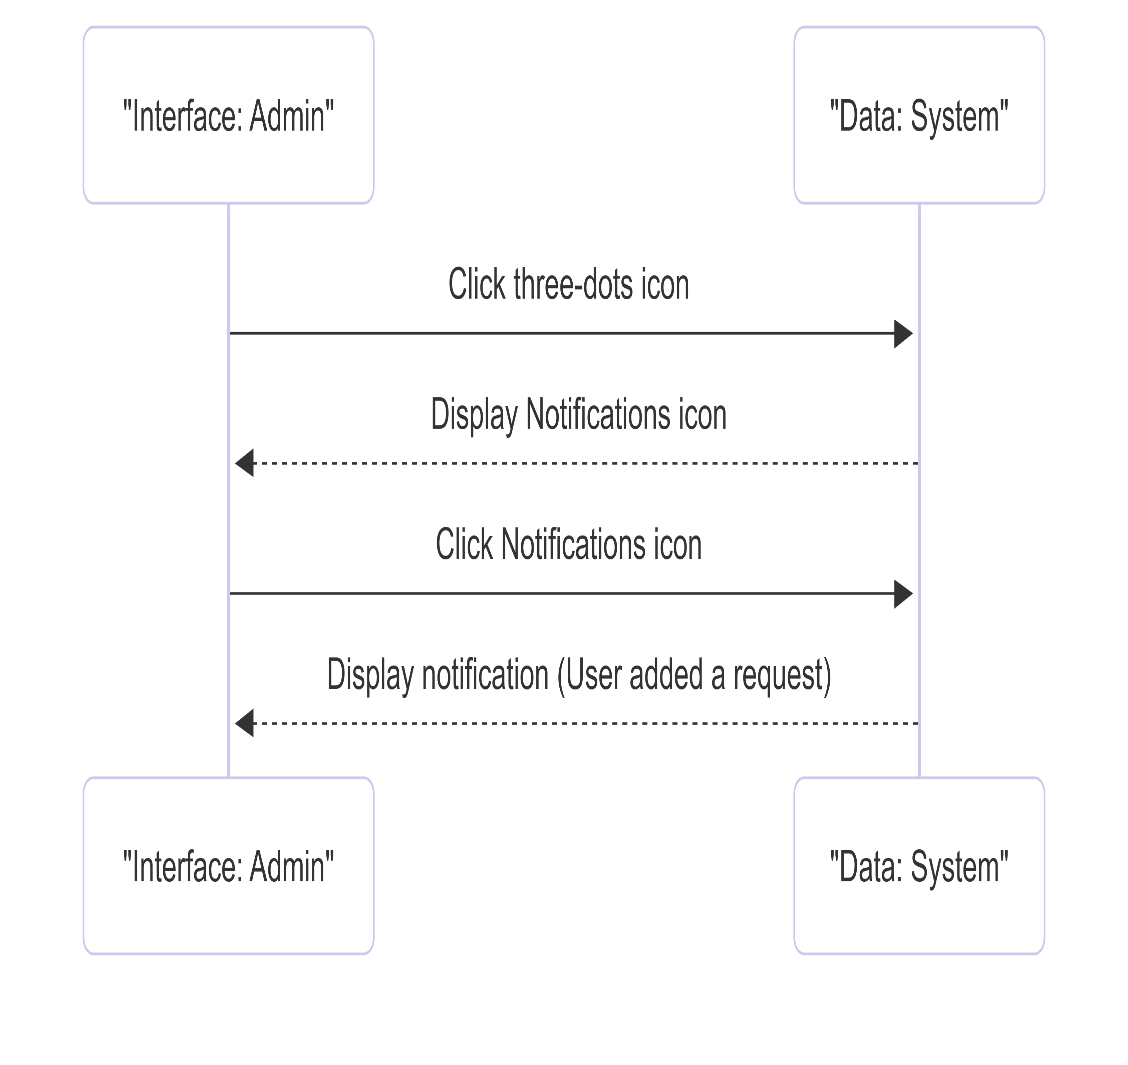 "Interface: Admin"
"Data: System"
Click three-dots icon
Display Notifications icon
Click Notifications icon
Display notification (User added a request)
"Interface: Admin"
"Data: System"